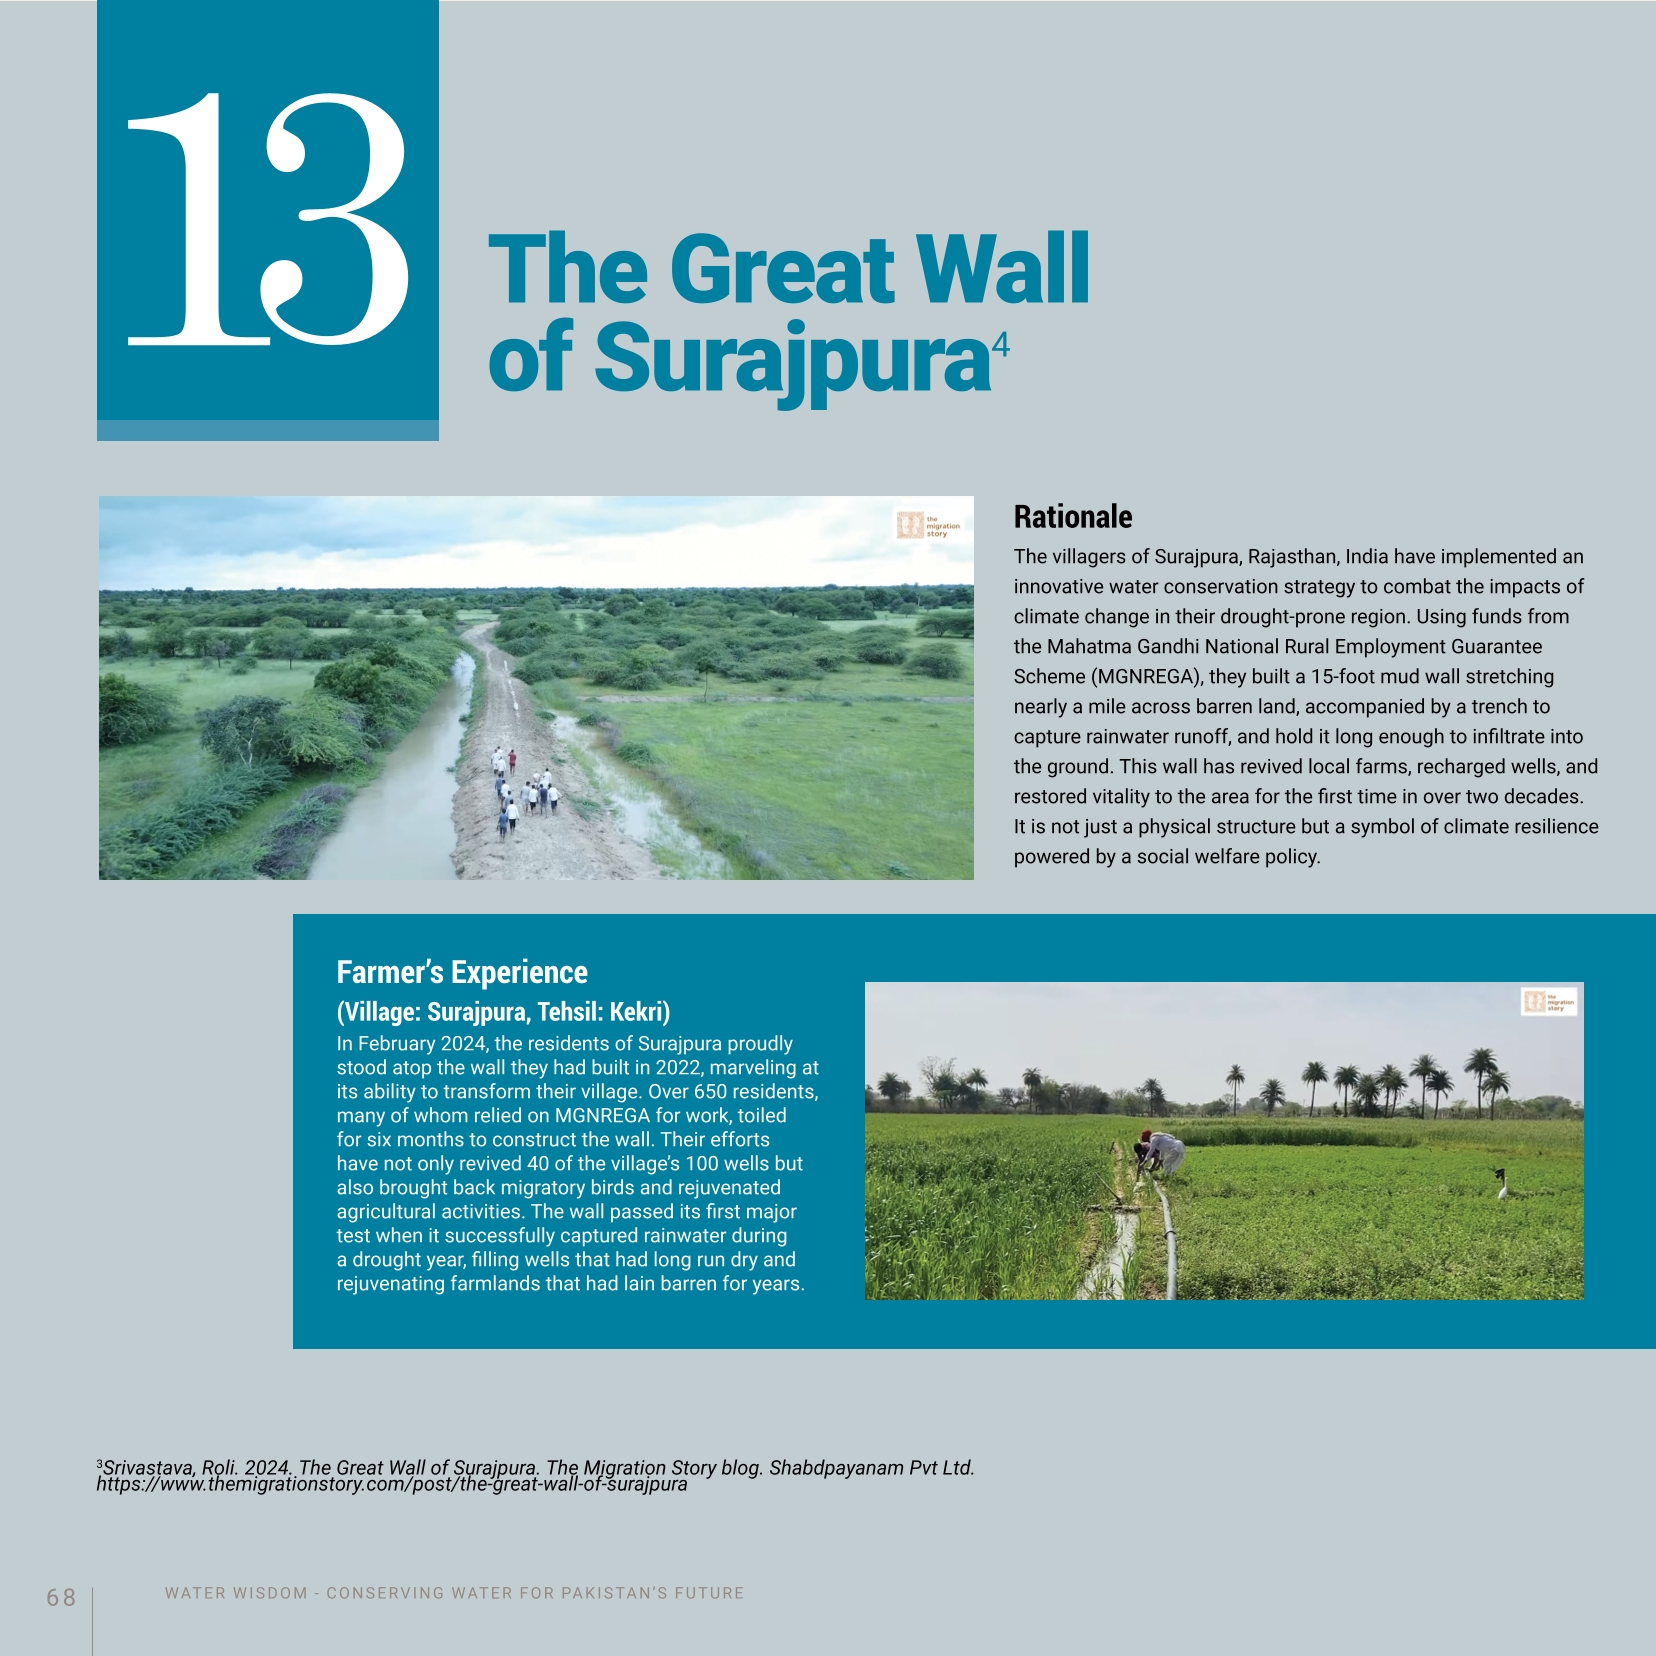 13
The Great Wall
of Surajpura4
the
migration
story
Rationale
The villagers of Surajpura, Rajasthan, India have implemented an
innovative water conservation strategy to combat the impacts of
climate change in their drought-prone region. Using funds from
the Mahatma Gandhi National Rural Employment Guarantee
Scheme (MGNREGA), they built a 15-foot mud wall stretching
nearly a mile across barren land, accompanied by a trench to
capture rainwater runoff, and hold it long enough to infiltrate into
the ground. This wall has revived local farms, recharged wells, and
restored vitality to the area for the first time in over two decades.
It is not just a physical structure but a symbol of climate resilience
powered by a social welfare policy.
Farmer’s Experience
(Village: Surajpura, Tehsil: Kekri)
In February 2024, the residents of Surajpura proudly
stood atop the wall they had built in 2022, marveling at
its ability to transform their village. Over 650 residents,
many of whom relied on MGNREGA for work, toiled
for six months to construct the wall. Their efforts
have not only revived 40 of the village’s 100 wells but
also brought back migratory birds and rejuvenated
agricultural activities. The wall passed its first major
test when it successfully captured rainwater during
a drought year, filling wells that had long run dry and
rejuvenating farmlands that had lain barren for years.
the
migration
story
3Srivastava, Roli. 2024. The Great Wall of Surajpura. The Migration Story blog. Shabdpayanam Pvt Ltd.
https://www.themigrationstory.com/post/the-great-wall-of-surajpura
68
WATER WISDOM - CONSERVING WATER FOR PAKISTAN’S FUTURE